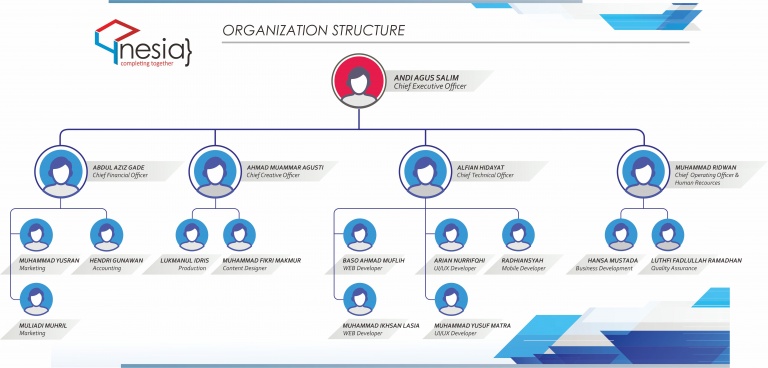 nesia}
completing together
ORGANIZATION STRUCTURE
ANDI AGUS SALIM
Chief Executive Officer
ABDUL AZIZ GADE
Chief Financial Officer
AHMAD MUAMMAR AGUSTI
Chief Creative Officer
ALFIAN HIDAYAT
Chief Technical Officer
MUHAMMAD RIDWAN
Chief Operating Officer &
Human Recources
MUHAMMAD YUSRAN
Marketing
HENDRI GUNAWAN
Accounting
LUKMANUL IDRIS
Production
MUHAMMAD FIKRI MAKMUR
Content Designer
BASO AHMAD MUFLIH
WEB Developer
ARIAN NURRIFQHI
UI/UX Developer
RADHIANSYAH
Mobile Developer
HANSA MUSTADA
Business Development
LUTHFI FADLULLAH RAMADHAN
Quality Assurance
MULIADI MUHRIL
Marketing
MUHAMMAD IKHSAN LASIA
WEB Developer
MUHAMMAD YUSUF MATRA
UI/UX Developer